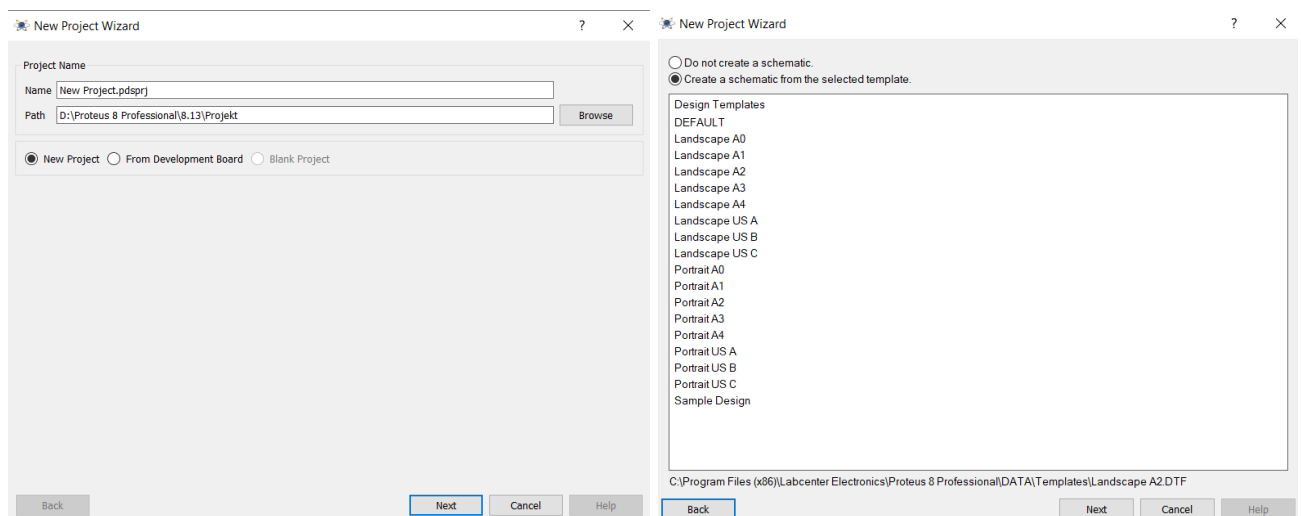 New Project Wizard
Project Name
Name New Project.pdsprj
Path D:\Proteus 8 Professional\8.13\Projekt Browse
New Project From Development Board Blank Project
Back Next Cancel Help
New Project Wizard
Do not create a schematic.
Create a schematic from the selected template.
Design Templates
DEFAULT
Landscape A0
Landscape A1
Landscape A2
Landscape A3
Landscape A4
Landscape US A
Landscape US B
Landscape US C
Portrait A0
Portrait A1
Portrait A2
Portrait A3
Portrait A4
Portrait US A
Portrait US B
Portrait US C
Sample Design
C:\Program Files (x86)\Labcenter Electronics\Proteus 8 Professional\DATA\Templates\Landscape A2.DTF
Back Next Cancel Help